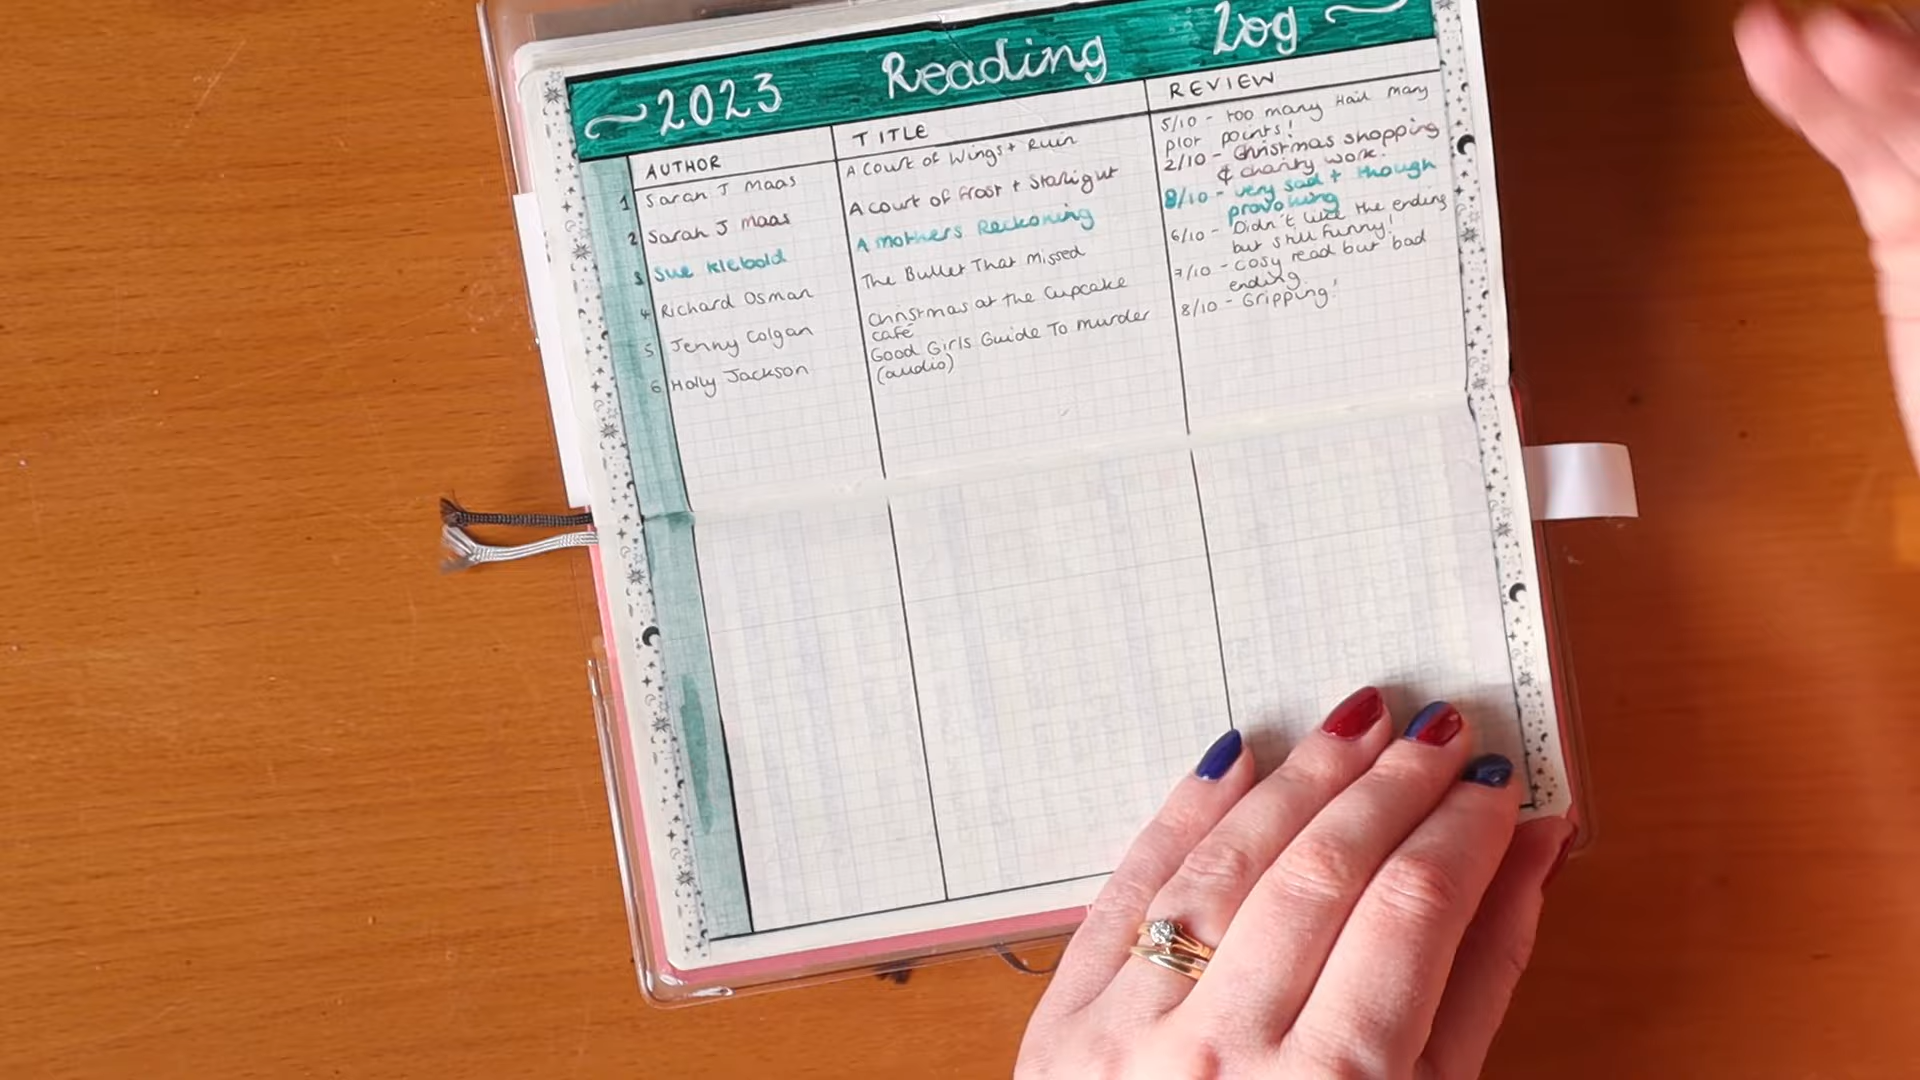 2023 Reading Log
AUTHOR TITLE REVIEW
1 Sarah J Maas A Court of Wings + Ruin 5/10 - too many Hail Mary
plot points!
2 Sarah J Maas A Court of Frost + Starlight 2/10 - Christmas shopping
& charity work.
3 Sue Klebold A Mothers Reckoning 8/10 - very sad + though
provoking
4 Richard Osman The Bullet That Missed 6/10 - Didn't like the ending
but still funny!
5 Jenny Colgan Christmas at the Cupcake 7/10 - cosy read but bad
café ending.
6 Holly Jackson Good Girls Guide To Murder 8/10 - Gripping!
(audio)